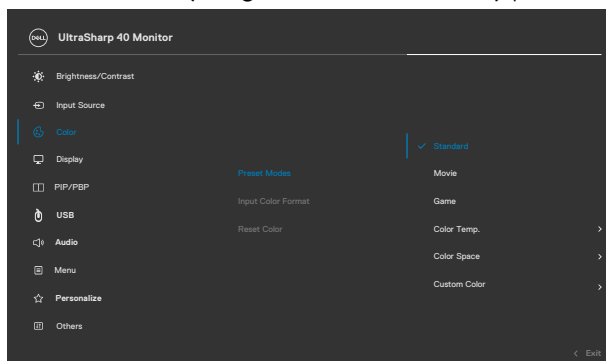 DELL UltraSharp 40 Monitor
Brightness/Contrast
Input Source
Color
Display
PIP/PBP
USB
Audio
Menu
Personalize
Others
Preset Modes
Input Color Format
Reset Color
Standard
Movie
Game
Color Temp.
Color Space
Custom Color
Exit